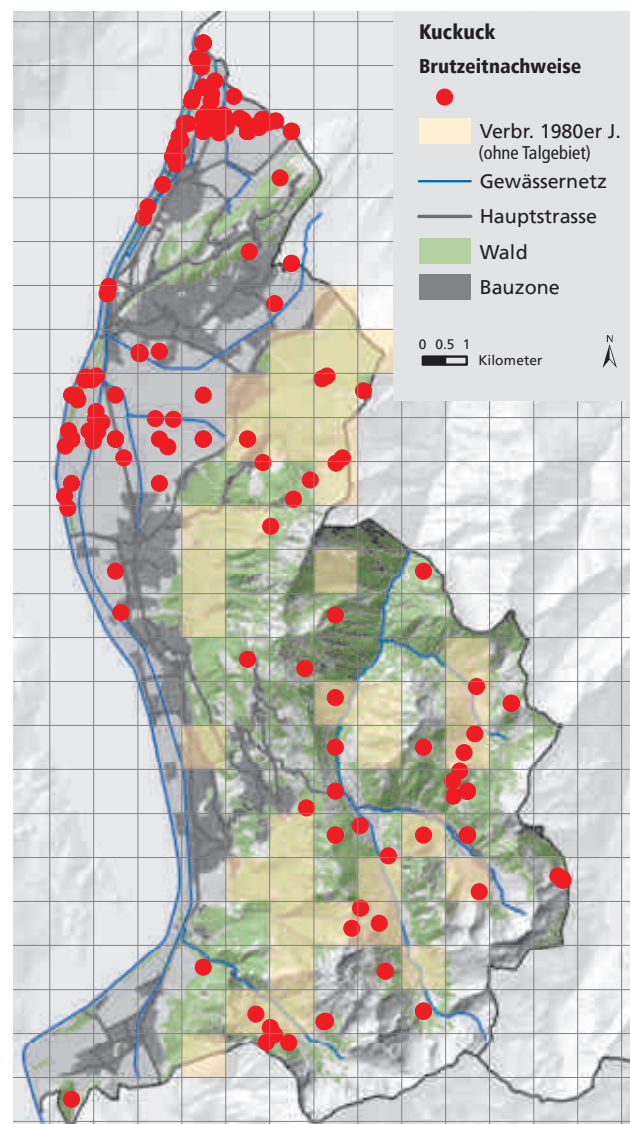 Kuckuck
Brutzeitnachweise
Verbr. 1980er J.
(ohne Talgebiet)
Gewässernetz
Hauptstrasse
Wald
Bauzone
0 0.5 1
Kilometer
N